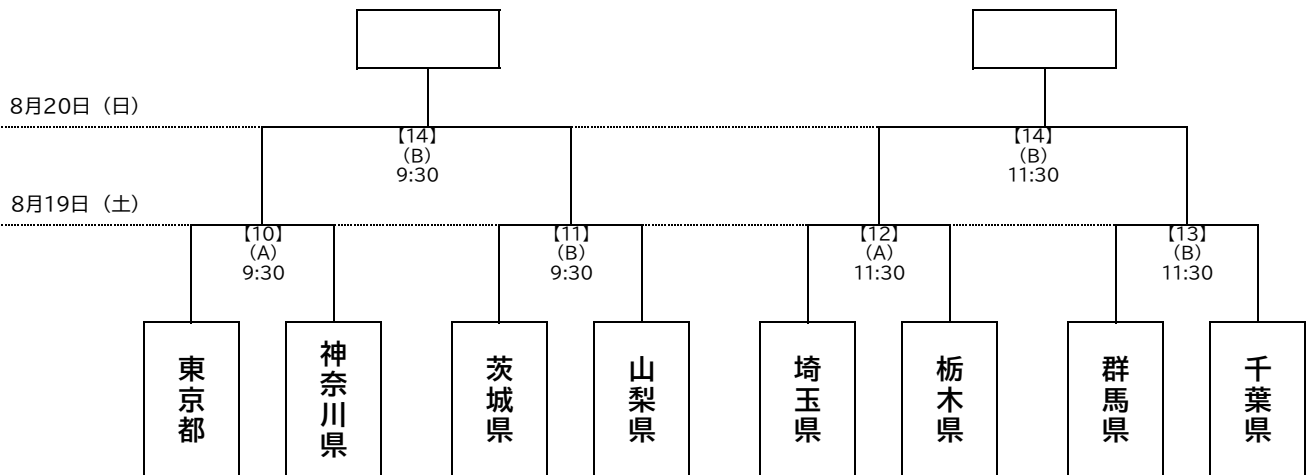 8月20日（日）
【14】
（B）
9:30
【14】
（B）
11:30
8月19日（土）
【10】
（A）
9:30
【11】
（B）
9:30
【12】
（A）
11:30
【13】
（B）
11:30
東京都
神奈川県
茨城県
山梨県
埼玉県
栃木県
群馬県
千葉県